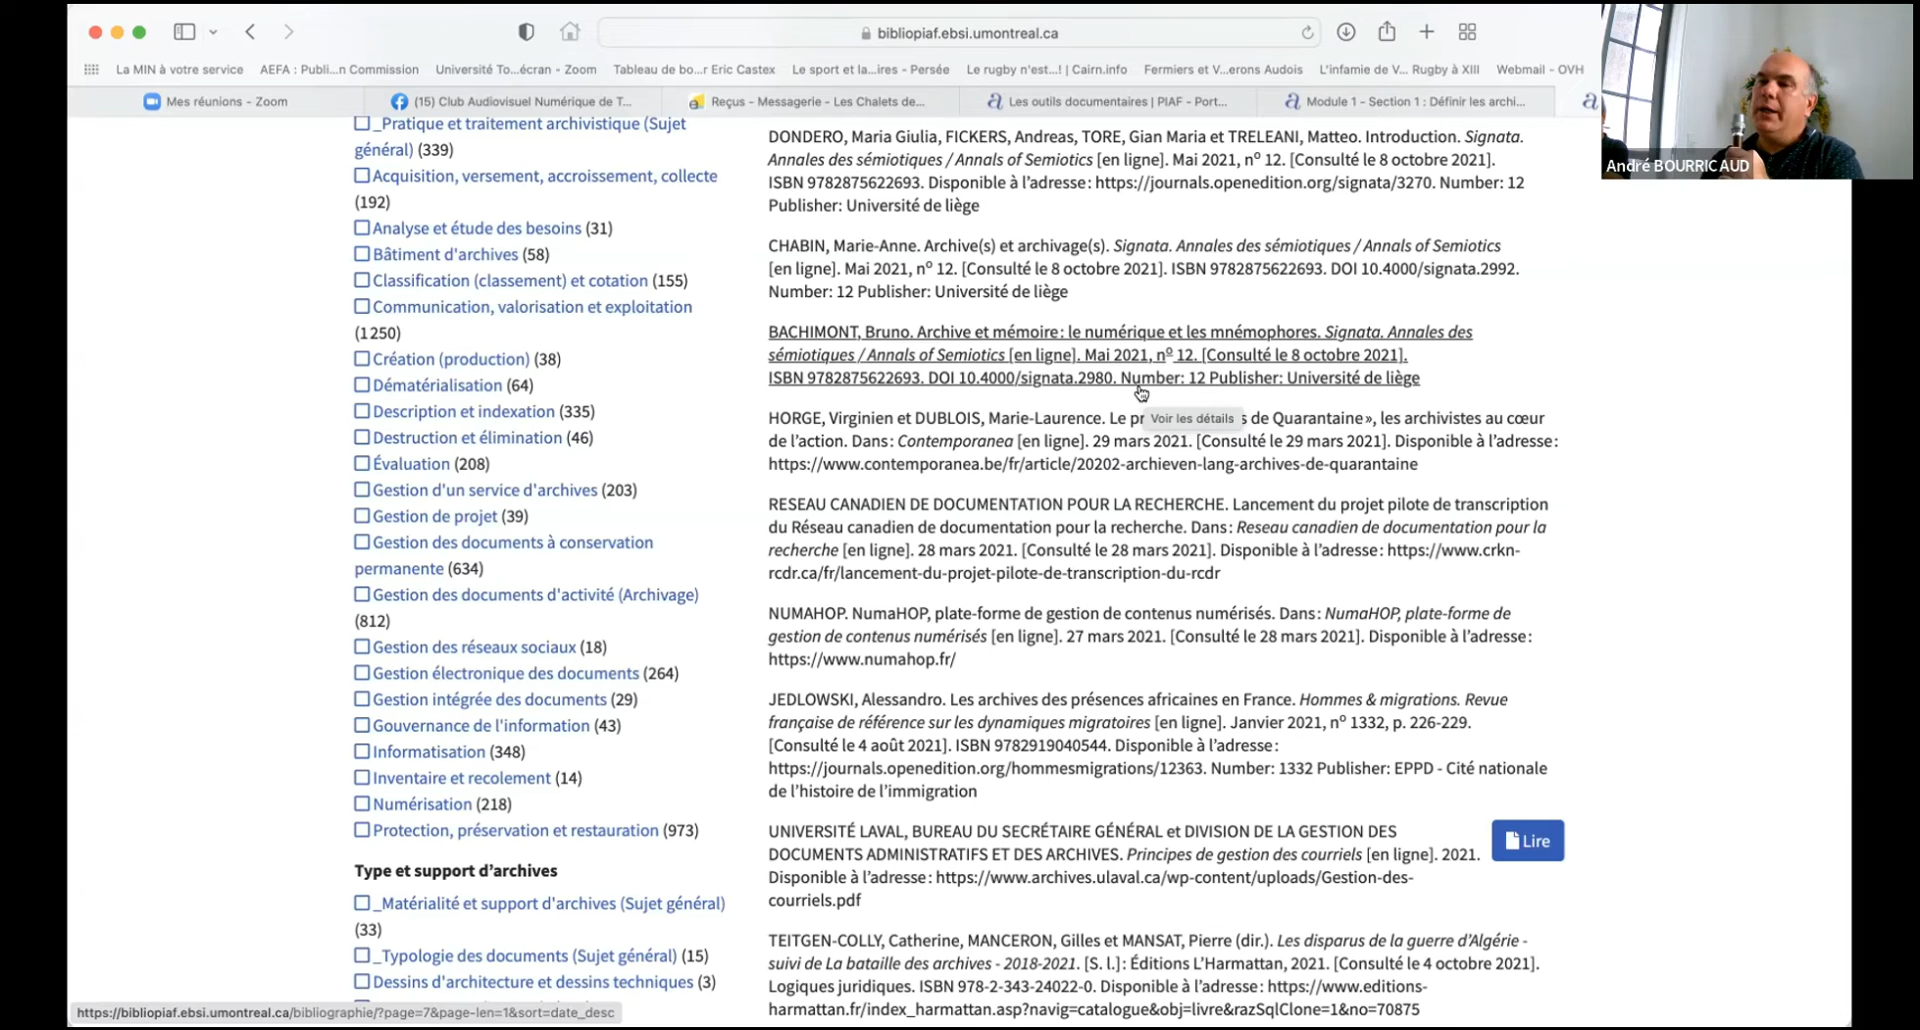 bibliopiaf.ebsi.umontreal.ca
La MIN à votre service
AEFA : Publi...n Commission
Université To...écran - Zoom
Tableau de bo...r Eric Castex
Le sport et la...ires - Persée
Le rugby n'est...! | Cairn.info
Fermiers et V...erons Audois
L'infamie de V... Rugby à XIII
Webmail - OVH
Mes réunions - Zoom
(15) Club Audiovisuel Numérique de T...
Reçus - Messagerie - Les Chalets de...
Les outils documentaires | PIAF - Port...
Module 1 - Section 1 : Définir les archi...
André BOURRICAUD
_Pratique et traitement archivistique (Sujet
général) (339)
Acquisition, versement, accroissement, collecte
(192)
Analyse et étude des besoins (31)
Bâtiment d'archives (58)
Classification (classement) et cotation (155)
Communication, valorisation et exploitation
(1250)
Création (production) (38)
Dématérialisation (64)
Description et indexation (335)
Destruction et élimination (46)
Évaluation (208)
Gestion d'un service d'archives (203)
Gestion de projet (39)
Gestion des documents à conservation
permanente (634)
Gestion des documents d'activité (Archivage)
(812)
Gestion des réseaux sociaux (18)
Gestion électronique des documents (264)
Gestion intégrée des documents (29)
Gouvernance de l'information (43)
Informatisation (348)
Inventaire et recolement (14)
Numérisation (218)
Protection, préservation et restauration (973)
Type et support d’archives
_Matérialité et support d'archives (Sujet général)
(33)
_Typologie des documents (Sujet général) (15)
Dessins d'architecture et dessins techniques (3)
https://bibliopiaf.ebsi.umontreal.ca/bibliographie/?page=7&page-len=1&sort=date_desc
DONDERO, Maria Giulia, FICKERS, Andreas, TORE, Gian Maria et TRELEANI, Matteo. Introduction. Signata.
Annales des sémiotiques / Annals of Semiotics [en ligne]. Mai 2021, nº 12. [Consulté le 8 octobre 2021].
ISBN 9782875622693. Disponible à l’adresse : https://journals.openedition.org/signata/3270. Number: 12
Publisher: Université de liège
CHABIN, Marie-Anne. Archive(s) et archivage(s). Signata. Annales des sémiotiques / Annals of Semiotics
[en ligne]. Mai 2021, nº 12. [Consulté le 8 octobre 2021]. ISBN 9782875622693. DOI 10.4000/signata.2992.
Number: 12 Publisher: Université de liège
BACHIMONT, Bruno. Archive et mémoire : le numérique et les mnémophores. Signata. Annales des
sémiotiques / Annals of Semiotics [en ligne]. Mai 2021, nº 12. [Consulté le 8 octobre 2021].
ISBN 9782875622693. DOI 10.4000/signata.2980. Number: 12 Publisher: Université de liège
HORGE, Virginien et DUBLOIS, Marie-Laurence. Le pr Voir les détails s de Quarantaine », les archivistes au cœur
de l’action. Dans : Contemporanea [en ligne]. 29 mars 2021. [Consulté le 29 mars 2021]. Disponible à l’adresse :
https://www.contemporanea.be/fr/article/20202-archieven-lang-archives-de-quarantaine
RESEAU CANADIEN DE DOCUMENTATION POUR LA RECHERCHE. Lancement du projet pilote de transcription
du Réseau canadien de documentation pour la recherche. Dans : Reseau canadien de documentation pour la
recherche [en ligne]. 28 mars 2021. [Consulté le 28 mars 2021]. Disponible à l’adresse : https://www.crkn-
rcdr.ca/fr/lancement-du-projet-pilote-de-transcription-du-rcdr
NUMAHOP. NumaHOP, plate-forme de gestion de contenus numérisés. Dans : NumaHOP, plate-forme de
gestion de contenus numérisés [en ligne]. 27 mars 2021. [Consulté le 28 mars 2021]. Disponible à l’adresse :
https://www.numahop.fr/
JEDLOWSKI, Alessandro. Les archives des présences africaines en France. Hommes & migrations. Revue
française de référence sur les dynamiques migratoires [en ligne]. Janvier 2021, nº 1332, p. 226-229.
[Consulté le 4 août 2021]. ISBN 9782919040544. Disponible à l’adresse :
https://journals.openedition.org/hommesmigrations/12363. Number: 1332 Publisher: EPPD - Cité nationale
de l’histoire de l’immigration
UNIVERSITÉ LAVAL, BUREAU DU SECRÉTAIRE GÉNÉRAL et DIVISION DE LA GESTION DES
DOCUMENTS ADMINISTRATIFS ET DES ARCHIVES. Principes de gestion des courriels [en ligne]. 2021.
Disponible à l’adresse : https://www.archives.ulaval.ca/wp-content/uploads/Gestion-des-
courriels.pdf
Lire
TEITGEN-COLLY, Catherine, MANCERON, Gilles et MANSAT, Pierre (dir.). Les disparus de la guerre d’Algérie -
suivi de La bataille des archives - 2018-2021. [S. l.] : Éditions L’Harmattan, 2021. [Consulté le 4 octobre 2021].
Logiques juridiques. ISBN 978-2-343-24022-0. Disponible à l’adresse : https://www.editions-
harmattan.fr/index_harmattan.asp?navig=catalogue&obj=livre&razSqlClone=1&no=70875